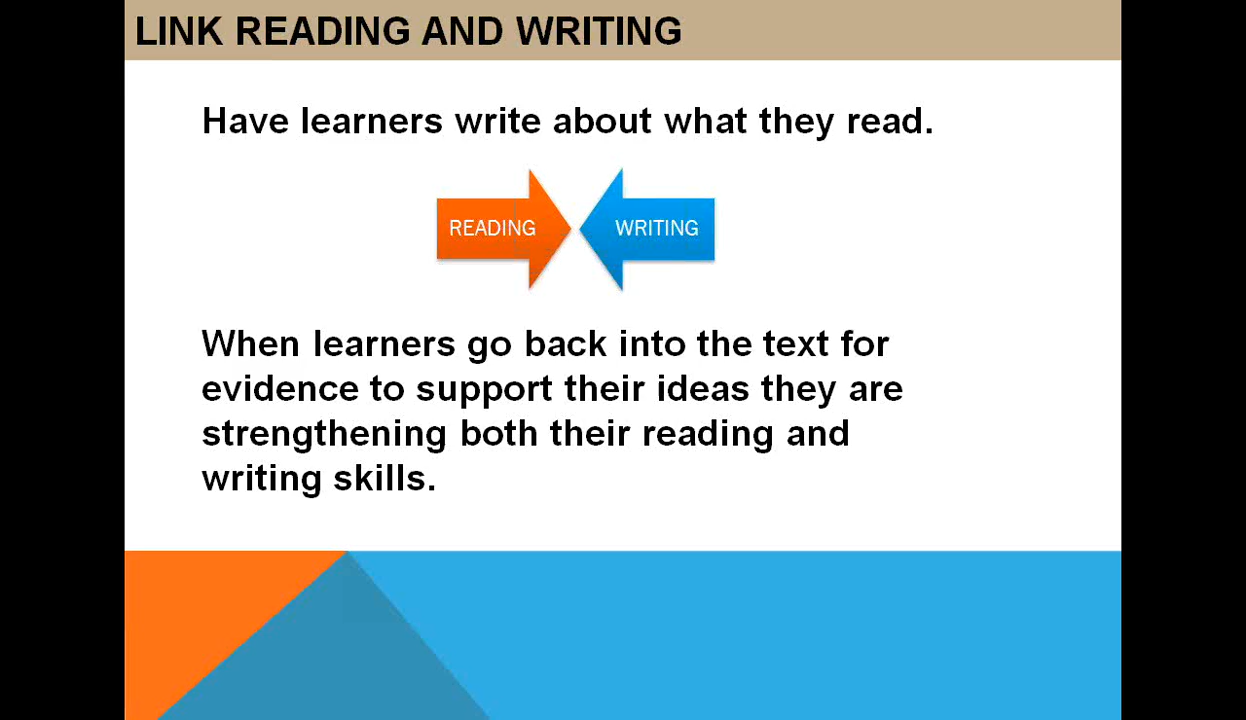 LINK READING AND WRITING
Have learners write about what they read.
READING
WRITING
When learners go back into the text for
evidence to support their ideas they are
strengthening both their reading and
writing skills.